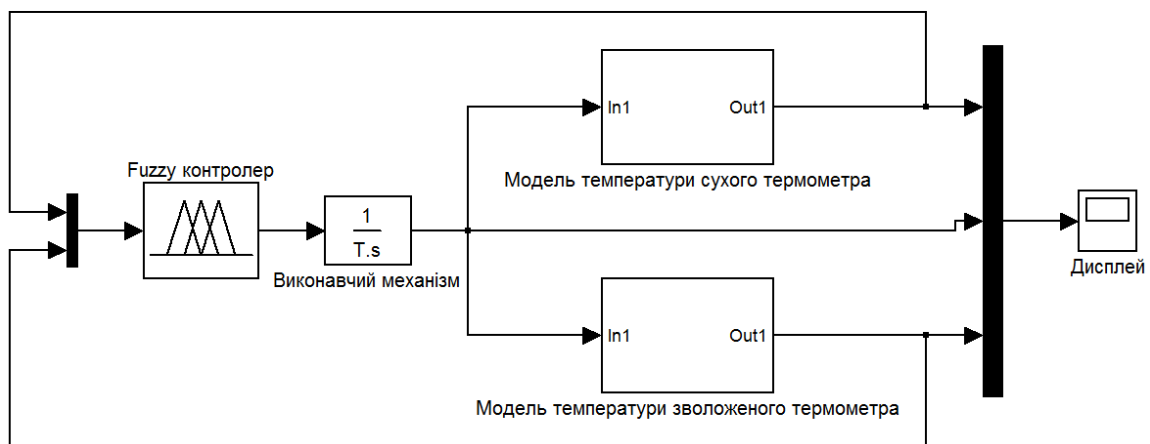 In1
Out1
Fuzzy контролер
Модель температури сухого термометра
1
T.s
Виконавчий механізм
Дисплей
In1
Out1
Модель температури зволоженого термометра